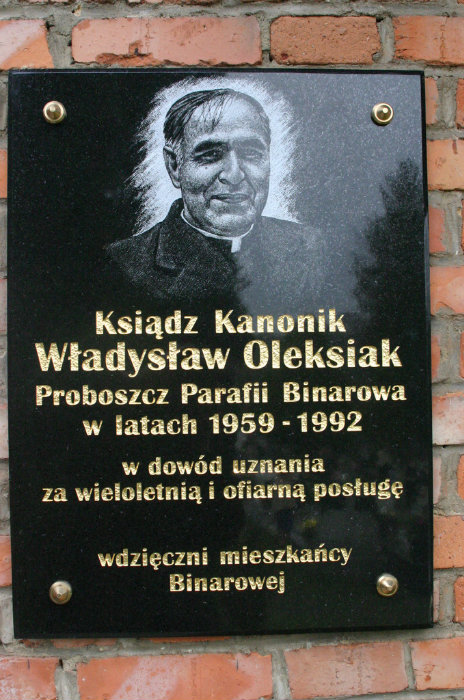 Ksiądz Kanonik
Władysław Oleksiak
Proboszcz Parafii Binarowa
w latach 1959 - 1992
w dowód uznania
za wieloletnią i ofiarną posługę
wdzięczni mieszkańcy
Binarowej